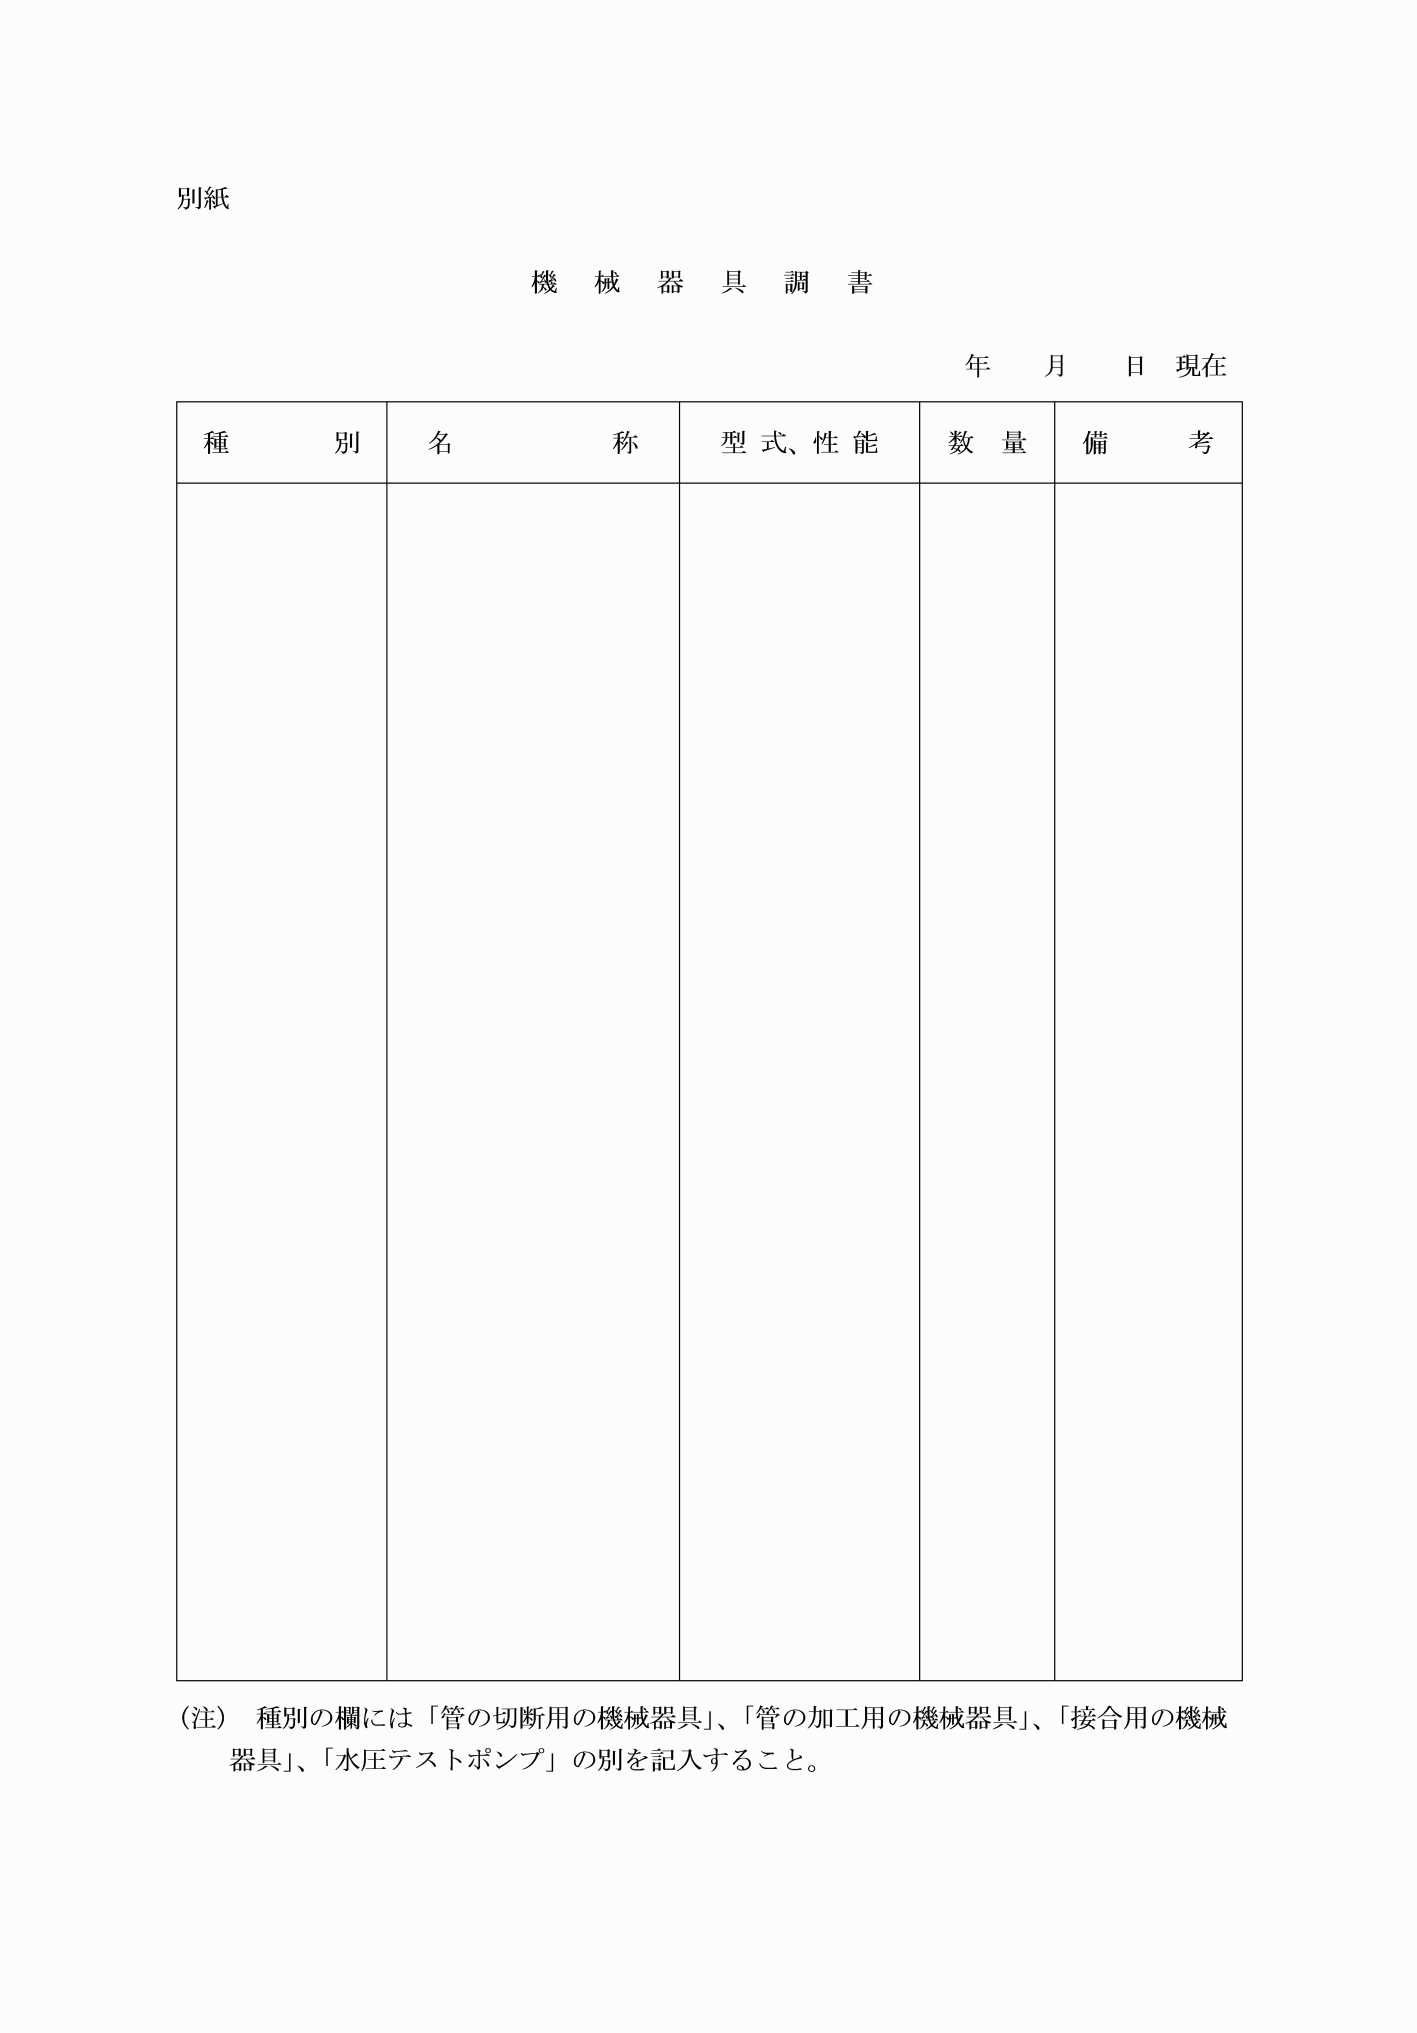 別紙
機械器具調書
年　　月　　日　現在
種別　名称　型式、性能　数量　備考
（注）　種別の欄には「管の切断用の機械器具」、「管の加工用の機械器具」、「接合用の機械
器具」、「水圧テストポンプ」の別を記入すること。